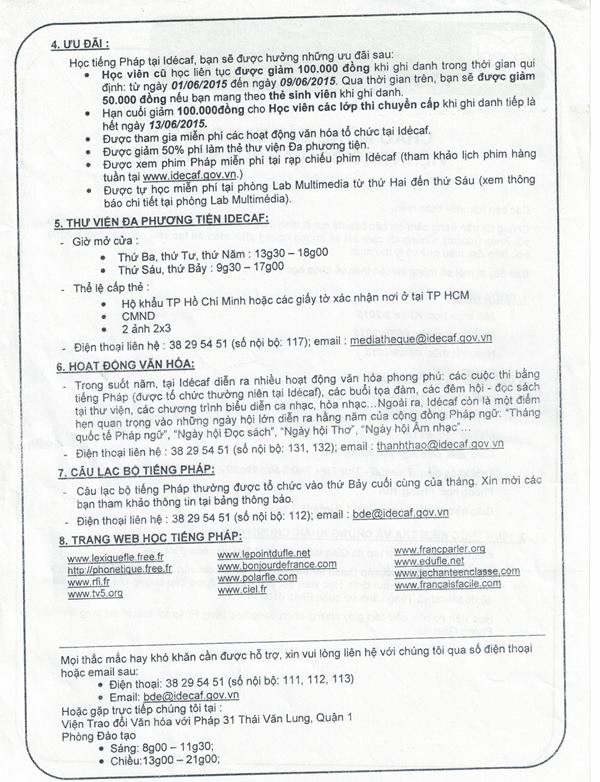 4. ƯU ĐÃI :
Học tiếng Pháp tại Idécaf, bạn sẽ được hưởng những ưu đãi sau:
• Học viên cũ học liên tục được giảm 100.000 đồng khi ghi danh trong thời gian qui
định: từ ngày 01/06/2015 đến ngày 09/06/2015. Qua thời gian trên, bạn sẽ được giảm
50.000 đồng nếu bạn mang theo thẻ sinh viên khi ghi danh.
• Hạn cuối giảm 100.000đồng cho Học viên các lớp thi chuyển cấp khi ghi danh tiếp là
hết ngày 13/06/2015.
• Được tham gia miễn phí các hoạt động văn hóa tổ chức tại Idécaf.
• Được giảm 50% phí làm thẻ thư viện Đa phương tiện.
• Được xem phim Pháp miễn phí tại rạp chiếu phim Idécaf (tham khảo lịch phim hàng
tuần tại www.idecaf.gov.vn.)
• Được tự học miễn phí tại phòng Lab Multimedia từ thứ Hai đến thứ Sáu (xem thông
báo chi tiết tại phòng Lab Multimédia).
5. THƯ VIỆN ĐA PHƯƠNG TIỆN IDECAF:
- Giờ mở cửa :
• Thứ Ba, thứ Tư, thứ Năm : 13g30 – 18g00
• Thứ Sáu, thứ Bảy : 9g30 – 17g00
- Thể lệ cấp thẻ :
• Hộ khẩu TP Hồ Chí Minh hoặc các giấy tờ xác nhận nơi ở tại TP HCM
• CMND
• 2 ảnh 2x3
- Điện thoại liên hệ : 38 29 54 51 (số nội bộ: 117); email : mediatheque@idecaf.gov.vn
6. HOẠT ĐỘNG VĂN HÓA:
- Trong suốt năm, tại Idécaf diễn ra nhiều hoạt động văn hóa phong phú: các cuộc thi bằng
tiếng Pháp (được tổ chức thường niên tại Idécaf), các buổi tọa đàm, các đêm hội - đọc sách
tại thư viện, các chương trình biểu diễn ca nhạc, hòa nhạc…Ngoài ra, Idécaf còn là một điểm
hẹn quan trọng vào những ngày hội lớn diễn ra hằng năm của cộng đồng Pháp ngữ: “Tháng
quốc tế Pháp ngữ”, “Ngày hội Đọc sách”, “Ngày hội Thơ”, “Ngày hội Âm nhạc”…
- Điện thoại liên hệ : 38 29 54 51 (số nội bộ: 131, 132); email : thanhthao@idecaf.gov.vn
7. CÂU LẠC BỘ TIẾNG PHÁP:
- Câu lạc bộ tiếng Pháp thường được tổ chức vào thứ Bảy cuối cùng của tháng. Xin mời các
bạn tham khảo thông tin tại bảng thông báo.
- Điện thoại liên hệ : 38 29 54 51 (số nội bộ: 112); email : bde@idecaf.gov.vn
8. TRANG WEB HỌC TIẾNG PHÁP:
www.lexiquefle.free.fr www.lepointdufle.net www.francparler.org
http://phonetique.free.fr www.bonjourdefrance.com www.edufle.net
www.rfi.fr www.polarfle.com www.jechanteenclasse.com
www.tv5.org www.ciel.fr www.francaisfacile.com
Mọi thắc mắc hay khó khăn cần được hỗ trợ, xin vui lòng liên hệ với chúng tôi qua số điện thoại
hoặc email sau:
• Điện thoại: 38 29 54 51 (số nội bộ: 111, 112, 113)
• Email: bde@idecaf.gov.vn
Hoặc gặp trực tiếp chúng tôi tại :
Viện Trao đổi Văn hóa với Pháp 31 Thái Văn Lung, Quận 1
Phòng Đào tạo
• Sáng: 8g00 – 11g30;
• Chiều:13g00 – 21g00;